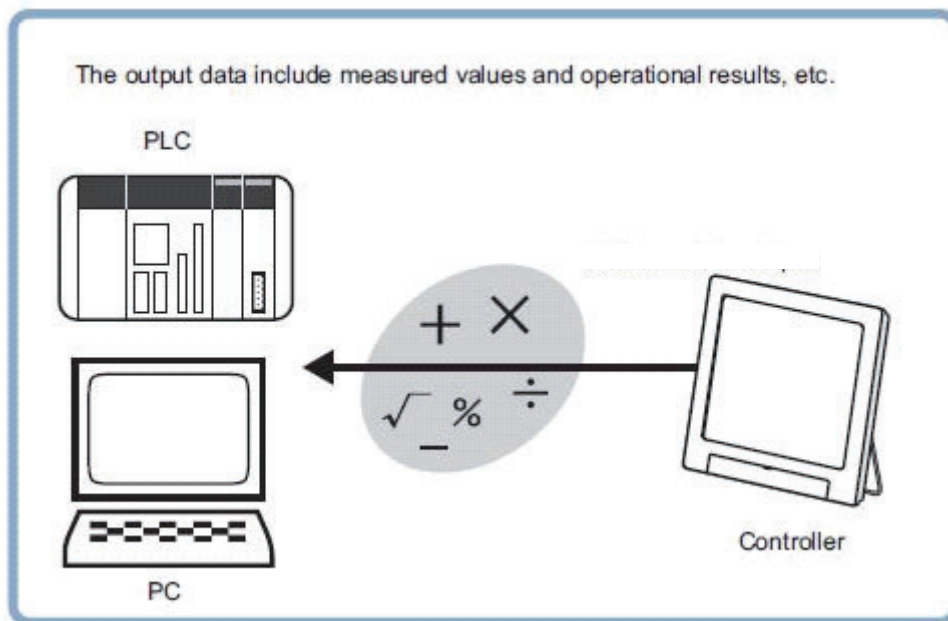 The output data include measured values and operational results, etc.
PLC
+ ×
√ % ÷
−
Controller
PC